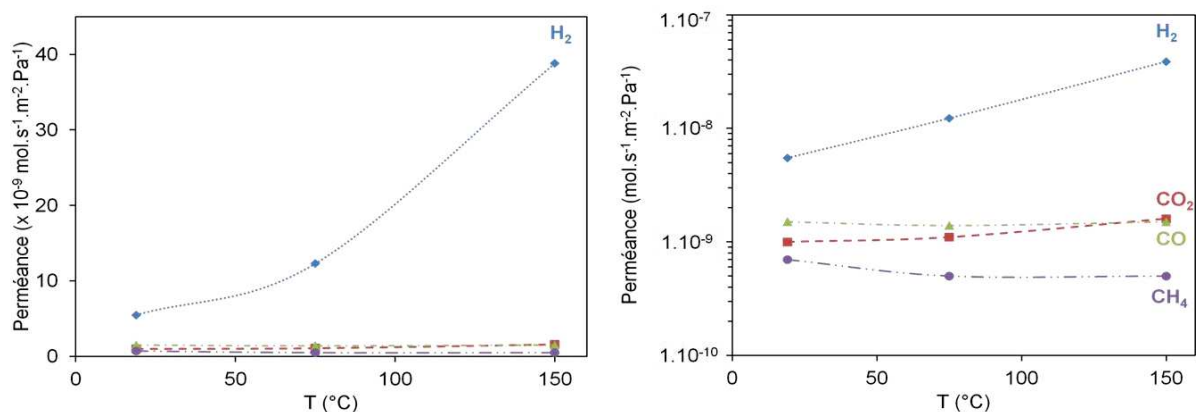 Perméance (x 10⁻⁹ mol.s⁻¹.m⁻².Pa⁻¹)
40
30
20
10
0
0 50 100 150
T (°C)
H₂
Perméance (mol.s⁻¹.m⁻².Pa⁻¹)
1.10⁻⁷
1.10⁻⁸
1.10⁻⁹
1.10⁻¹⁰
0 50 100 150
T (°C)
H₂
CO₂
CO
CH₄